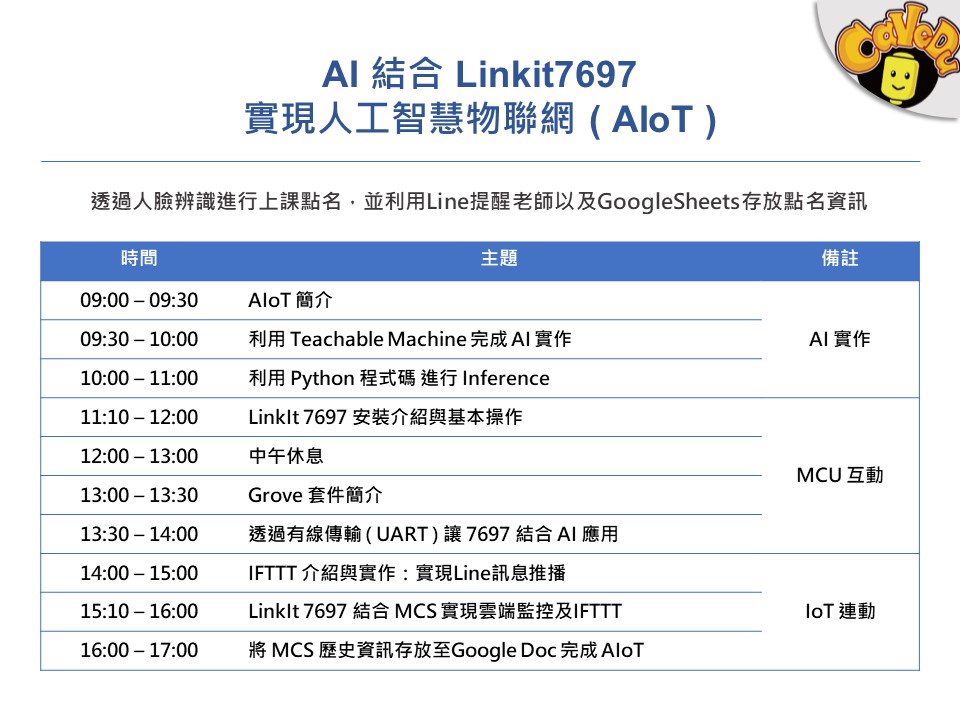 CAVEDU
AI 結合 Linkit7697
實現人工智慧物聯網（AIoT）
透過人臉辨識進行上課點名，並利用Line提醒老師以及GoogleSheets存放點名資訊
時間 主題 備註
09:00 – 09:30 AIoT 簡介
09:30 – 10:00 利用 Teachable Machine 完成 AI 實作 AI 實作
10:00 – 11:00 利用 Python 程式碼 進行 Inference
11:10 – 12:00 LinkIt 7697 安裝介紹與基本操作
12:00 – 13:00 中午休息
MCU 互動
13:00 – 13:30 Grove 套件簡介
13:30 – 14:00 透過有線傳輸 ( UART ) 讓 7697 結合 AI 應用
14:00 – 15:00 IFTTT 介紹與實作：實現Line訊息推播
15:10 – 16:00 LinkIt 7697 結合 MCS 實現雲端監控及IFTTT IoT 連動
16:00 – 17:00 將 MCS 歷史資訊存放至Google Doc 完成 AIoT